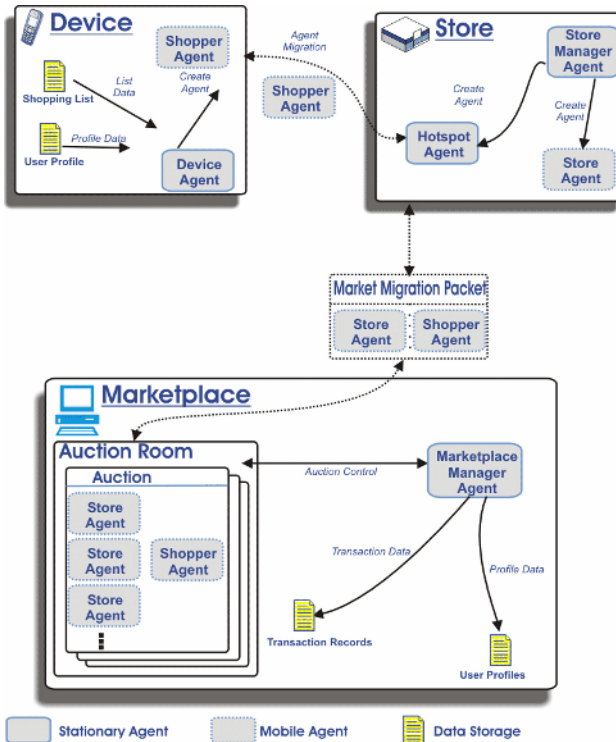 Device
Shopper
Agent
Shopping List
List
Data
Create
Agent
User Profile
Profile Data
Device
Agent
Agent
Migration
Shopper
Agent
Store
Store
Manager
Agent
Create
Agent
Create
Agent
Hotspot
Agent
Store
Agent
Market Migration Packet
Store
Agent
Shopper
Agent
Marketplace
Auction Room
Auction
Store
Agent
Store
Agent
Shopper
Agent
Store
Agent
Auction Control
Marketplace
Manager
Agent
Transaction Data
Profile Data
Transaction Records
User Profiles
Stationary Agent
Mobile Agent
Data Storage